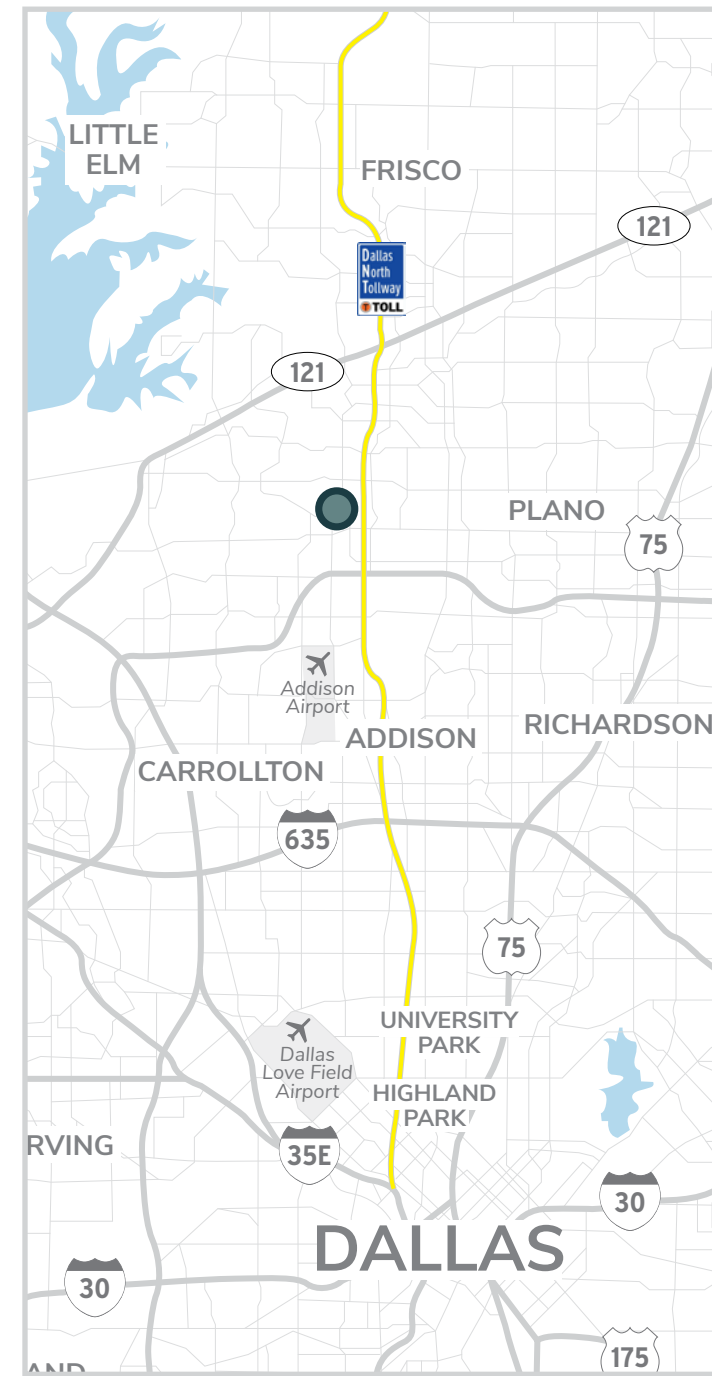 LITTLE
ELM
FRISCO
121
Dallas
North
Tollway
TOLL
121
PLANO
75
Addison
Airport
ADDISON
RICHARDSON
CARROLLTON
635
75
UNIVERSITY
PARK
Dallas
Love Field
Airport
HIGHLAND
PARK
RVING
35E
30
DALLAS
30
175
AND